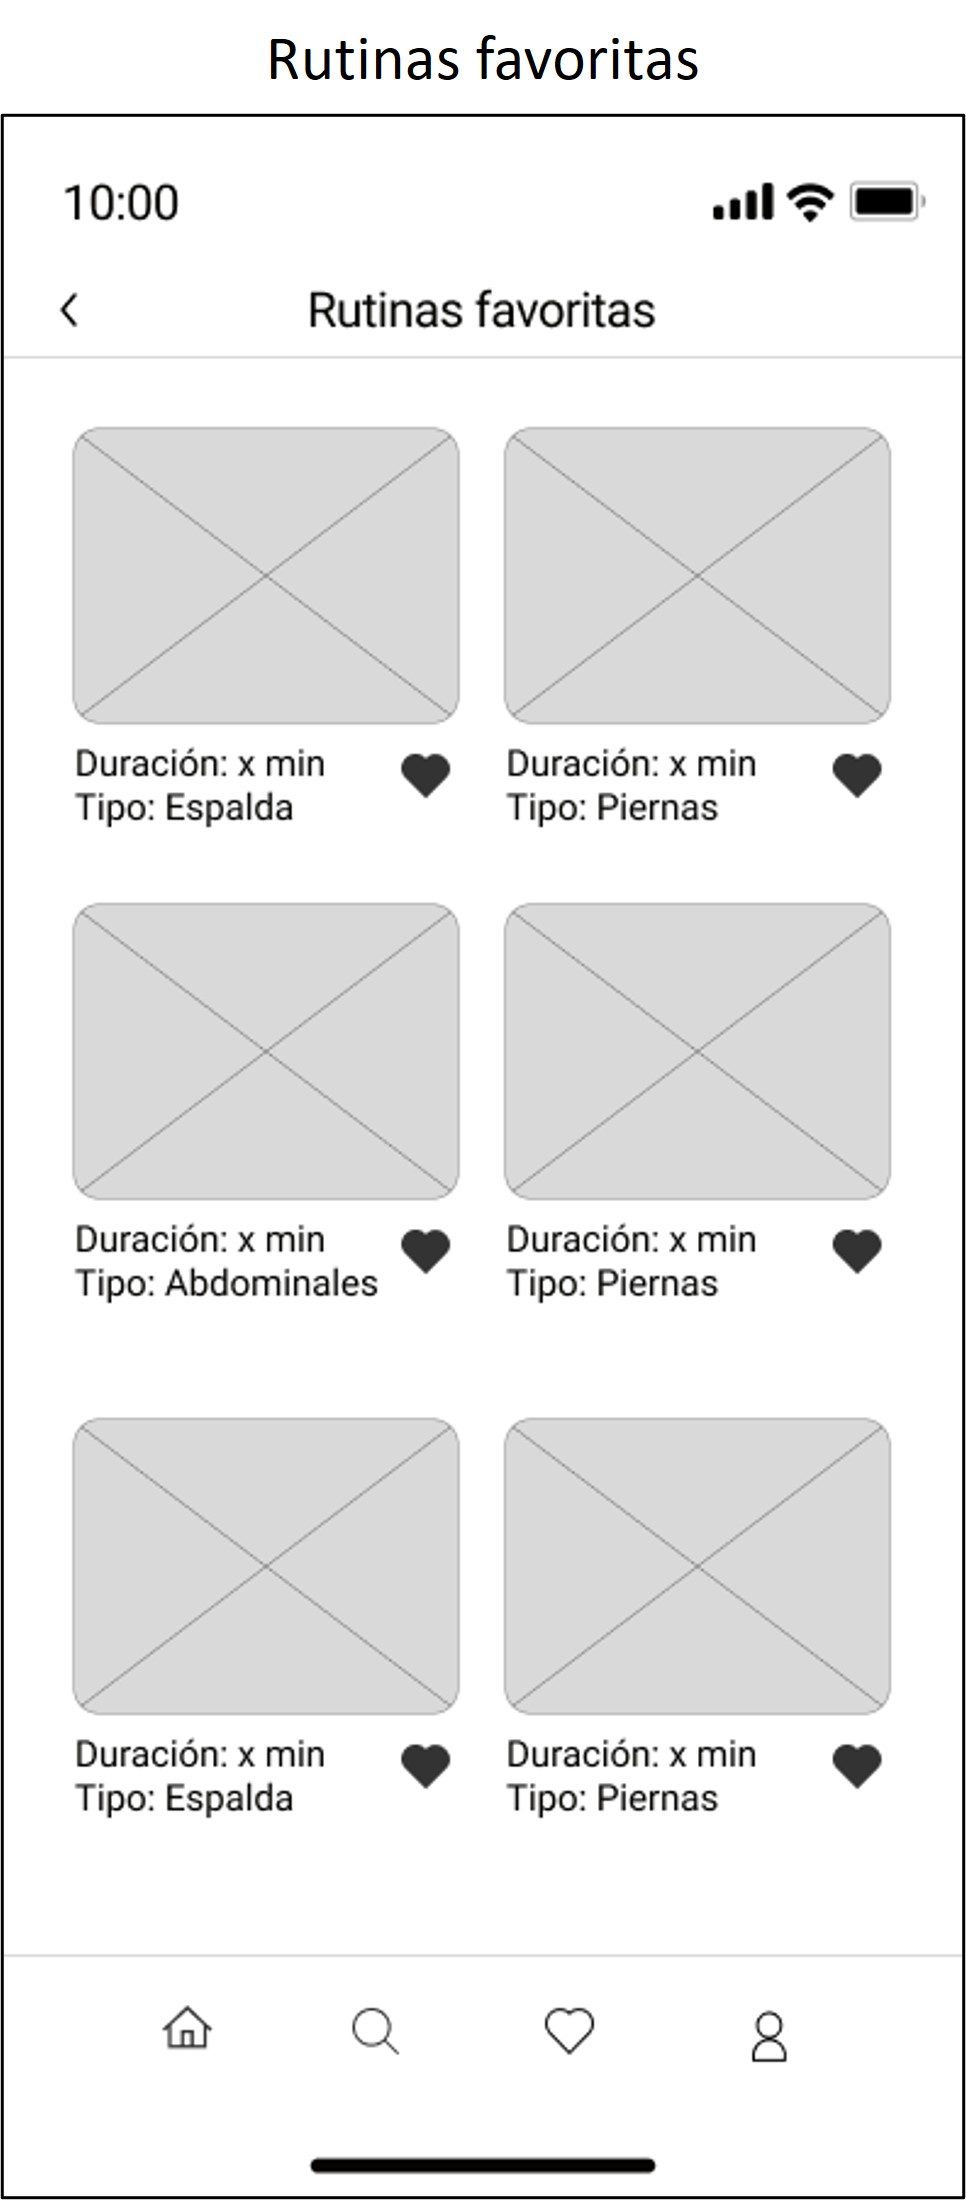 Rutinas favoritas
10:00
Rutinas favoritas
Duración: x min
Tipo: Espalda
Duración: x min
Tipo: Piernas
Duración: x min
Tipo: Abdominales
Duración: x min
Tipo: Piernas
Duración: x min
Tipo: Espalda
Duración: x min
Tipo: Piernas